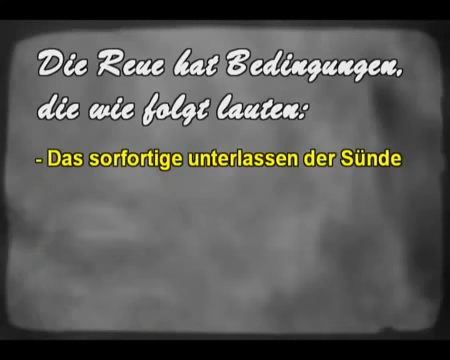 Die Reue hat Bedingungen,
die wie folgt lauten:
- Das sorfortige unterlassen der Sünde